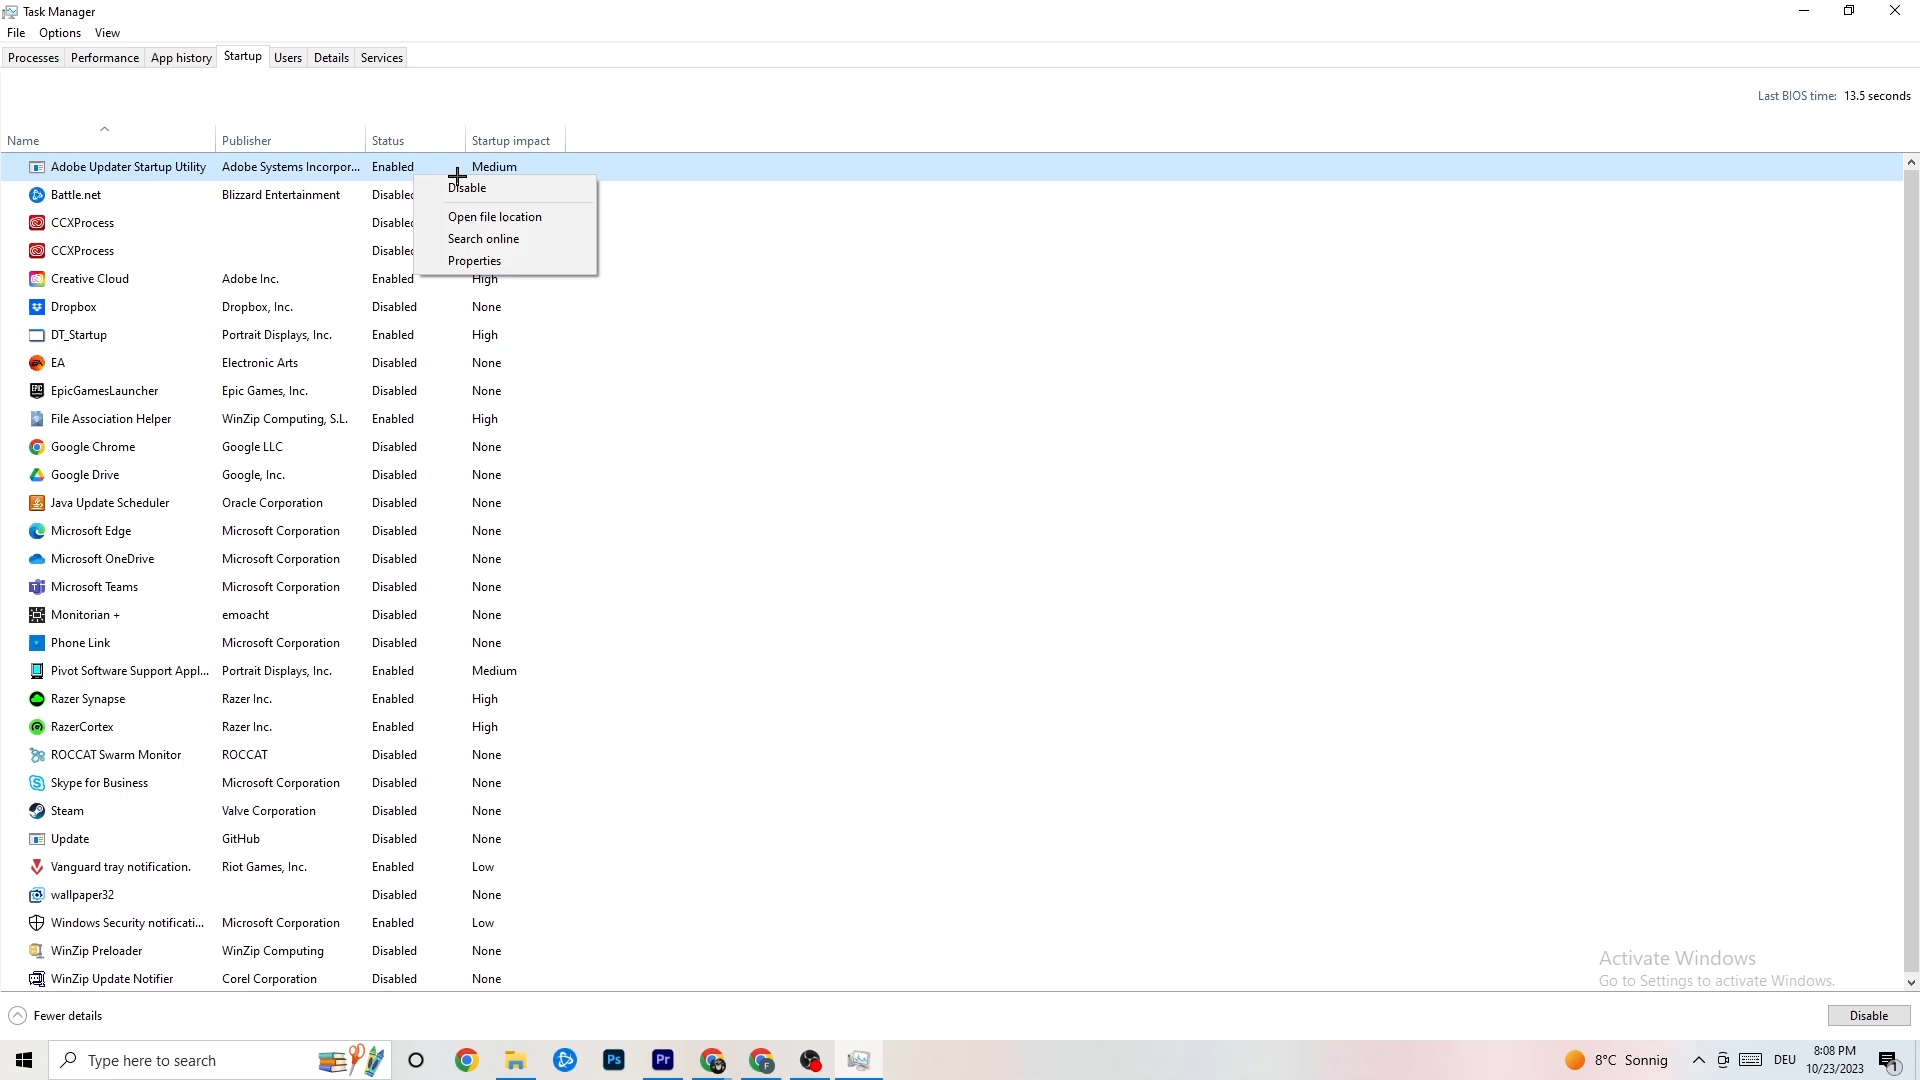 Task Manager
File Options View
Processes Performance App history Startup Users Details Services
Last BIOS time: 13.5 seconds
Name Publisher Status Startup impact
Adobe Updater Startup Utility Adobe Systems Incorpor... Enabled Medium
Disable
Battle.net Blizzard Entertainment Disabled
CCXProcess Disabled
Open file location
Search online
CCXProcess Disabled
Properties
Creative Cloud Adobe Inc. Enabled High
Dropbox Dropbox, Inc. Disabled None
DT_Startup Portrait Displays, Inc. Enabled High
EA Electronic Arts Disabled None
EpicGamesLauncher Epic Games, Inc. Disabled None
File Association Helper WinZip Computing, S.L. Enabled High
Google Chrome Google LLC Disabled None
Google Drive Google, Inc. Disabled None
Java Update Scheduler Oracle Corporation Disabled None
Microsoft Edge Microsoft Corporation Disabled None
Microsoft OneDrive Microsoft Corporation Disabled None
Microsoft Teams Microsoft Corporation Disabled None
Monitorian + emoacht Disabled None
Phone Link Microsoft Corporation Disabled None
Pivot Software Support Appl... Portrait Displays, Inc. Enabled Medium
Razer Synapse Razer Inc. Enabled High
RazerCortex Razer Inc. Enabled High
ROCCAT Swarm Monitor ROCCAT Disabled None
Skype for Business Microsoft Corporation Disabled None
Steam Valve Corporation Disabled None
Update GitHub Disabled None
Vanguard tray notification. Riot Games, Inc. Enabled Low
wallpaper32 Disabled None
Windows Security notificati... Microsoft Corporation Enabled Low
WinZip Preloader WinZip Computing Disabled None
WinZip Update Notifier Corel Corporation Disabled None
Activate Windows
Go to Settings to activate Windows.
Fewer details Disable
Type here to search Ps Pr 8°C Sonnig DEU 8:08 PM
10/23/2023 1